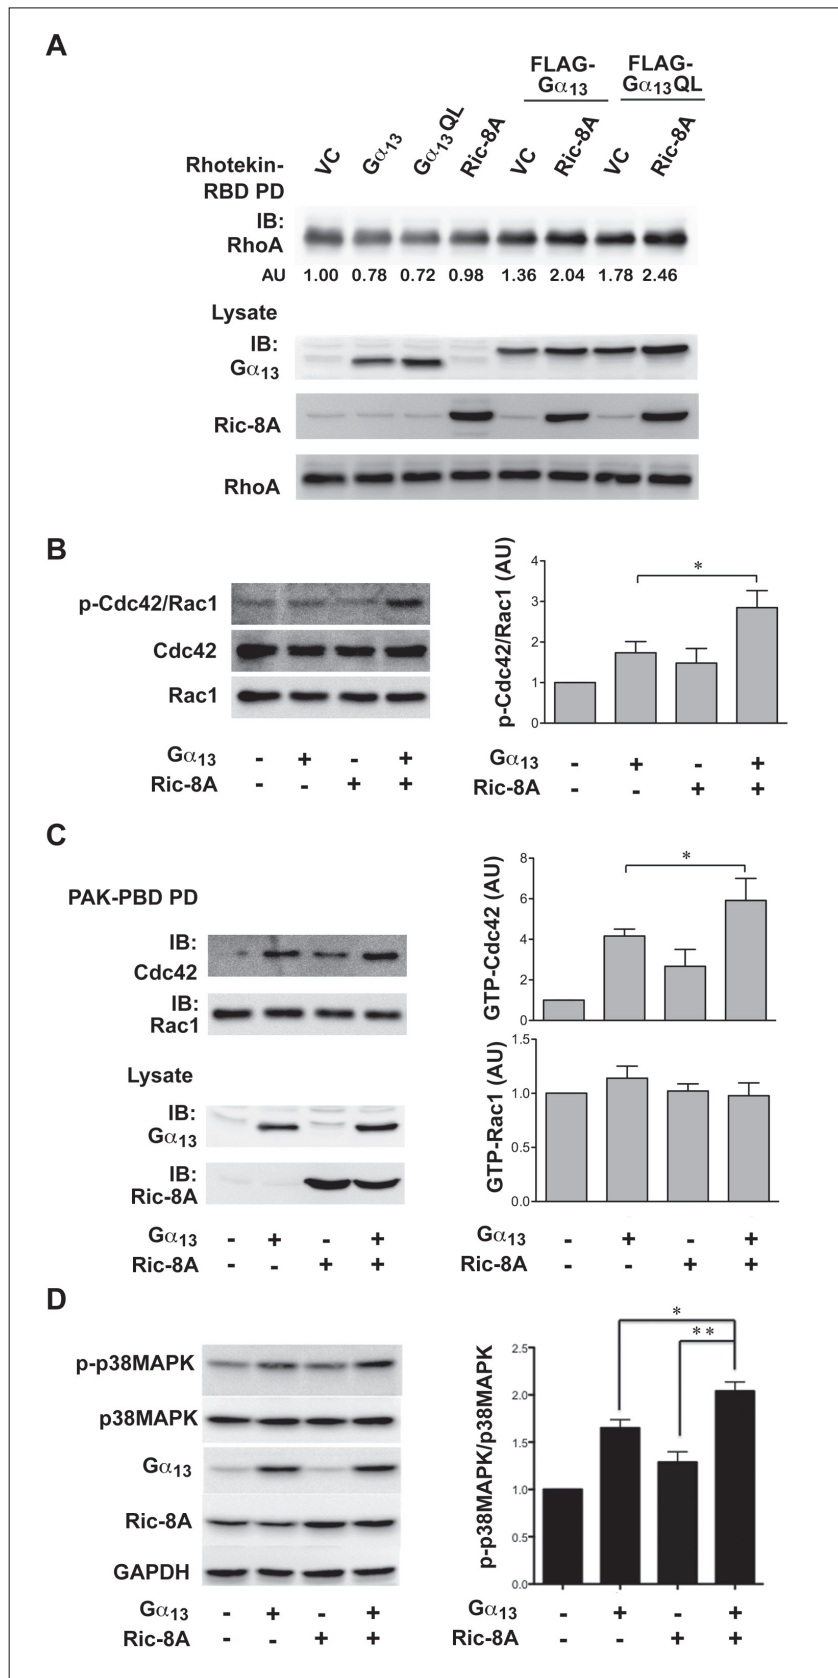 A
FLAG-
Gα13
FLAG-
Gα13QL
VC
Gα13
Gα13QL
Ric-8A
VC
Ric-8A
VC
Ric-8A
Rhotekin-
RBD PD
IB:
RhoA
AU 1.00 0.78 0.72 0.98 1.36 2.04 1.78 2.46
Lysate
IB:
Gα13
Ric-8A
RhoA
B
p-Cdc42/Rac1
Cdc42
Rac1
Gα13 - + - +
Ric-8A - - + +
p-Cdc42/Rac1 (AU)
4
3
2
1
0
*
Gα13 - + - +
Ric-8A - - + +
C
PAK-PBD PD
IB:
Cdc42
IB:
Rac1
Lysate
IB:
Gα13
IB:
Ric-8A
Gα13 - + - +
Ric-8A - - + +
GTP-Cdc42 (AU)
8
6
4
2
0
*
GTP-Rac1 (AU)
1.5
1.0
0.5
0.0
Gα13 - + - +
Ric-8A - - + +
D
p-p38MAPK
p38MAPK
Gα13
Ric-8A
GAPDH
Gα13 - + - +
Ric-8A - - + +
p-p38MAPK/p38MAPK
2.5
2.0
1.5
1.0
0.5
0.0
*
**
Gα13 - + - +
Ric-8A - - + +